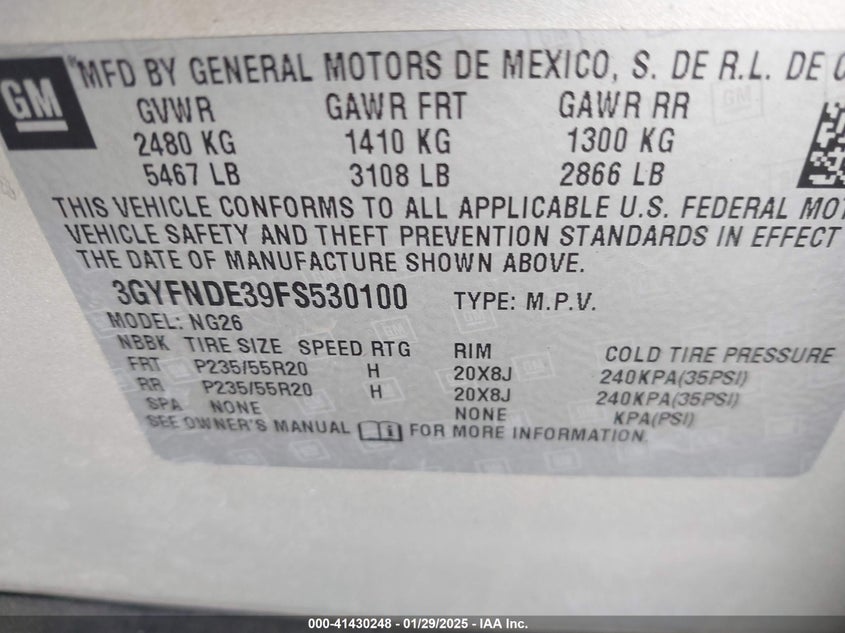 GM
MFD BY GENERAL MOTORS DE MEXICO, S. DE R.L. DE C
GVWR GAWR FRT GAWR RR
2480 KG 1410 KG 1300 KG
5467 LB 3108 LB 2866 LB
THIS VEHICLE CONFORMS TO ALL APPLICABLE U.S. FEDERAL MOT
VEHICLE SAFETY AND THEFT PREVENTION STANDARDS IN EFFECT
THE DATE OF MANUFACTURE SHOWN ABOVE.
3GYFNDE39FS530100 TYPE: M.P.V.
MODEL: NG26
NBBK TIRE SIZE SPEED RTG RIM COLD TIRE PRESSURE
FRT P235/55R20 H 20X8J 240KPA(35PSI)
RR P235/55R20 H 20X8J 240KPA(35PSI)
SPA NONE NONE KPA(PSI)
SEE OWNER'S MANUAL FOR MORE INFORMATION.
000-41430248 - 01/29/2025 - IAA Inc.